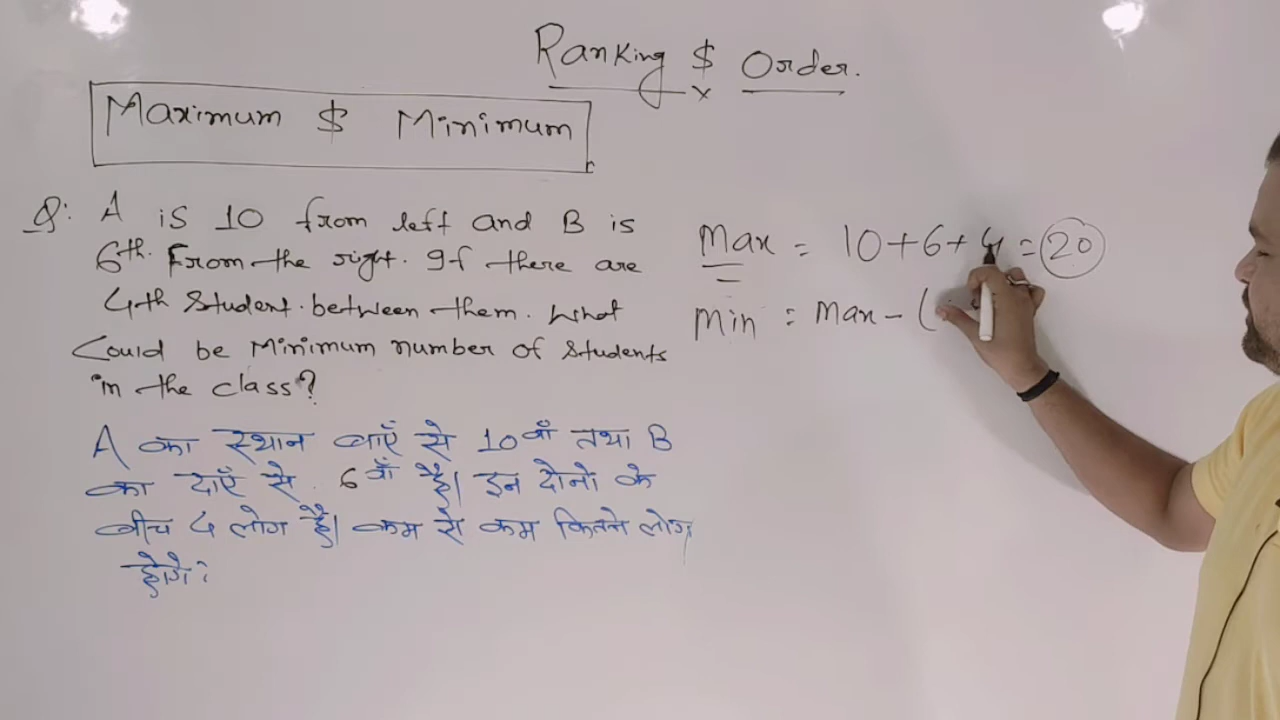 Ranking $ Order.
Maximum $ Minimum
Q: A is 10 from left and B is
6th. From the right. If there are
4th Student between them. What
Could be Minimum number of Students
in the class?
Max = 10+6+4 = 20
Min = Max - (
A का स्थान बाएँ से 10वाँ तथा B
का दाएँ से 6वाँ है। इन दोनो के
बीच 4 लोग है। कम से कम कितने लोग
होगे?